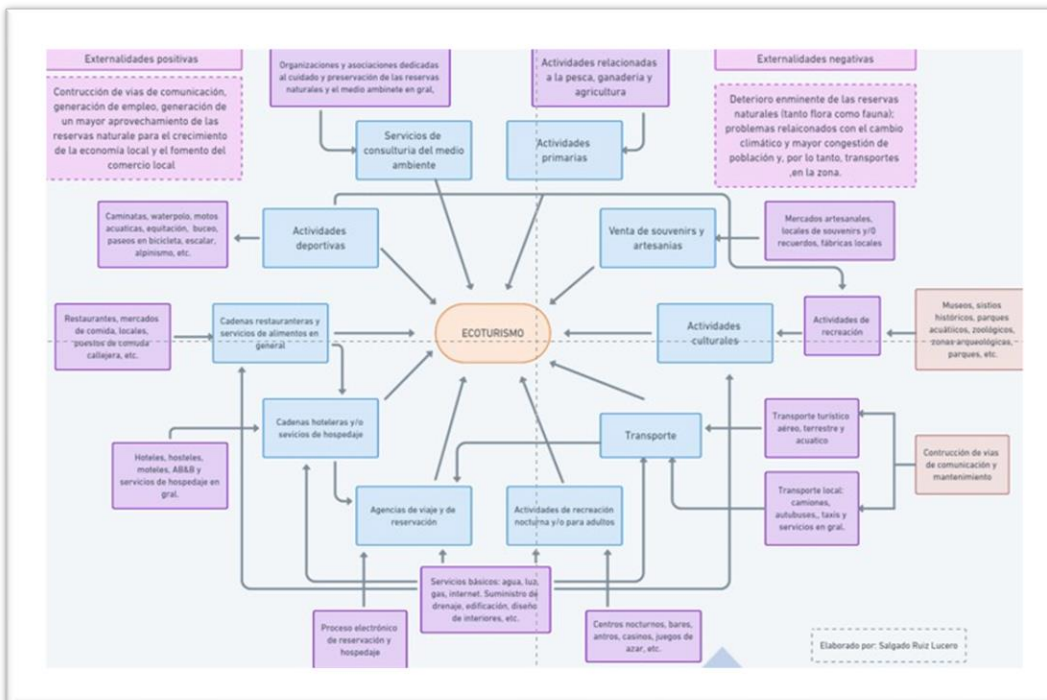 Externalidades positivas
Organizaciones y asociaciones dedicadas
al cuidado y preservación de las reservas
naturales y el medio ambinete en gral,
Actividades relacionadas
a la pesca, ganaderia y
agricultura
Externalidades negativas
Contrucción de vias de comunicación,
generación de empleo, generación de
un mayor aprovechamiento de las
reservas naturale para el crecimiento
de la economía local y el fomento del
comercio local
Servicios de
consultoria del medio
ambiente
Actividades
primarias
Deterioro enminente de las reservas
naturales (tanto flora como fauna);
problemas relaiconados con el cambio
climático y mayor congestión de
población y, por lo tanto, transportes
,en la zona.
Caminatas, waterpolo, motos
acuaticas, equitación, buceo,
paseos en bicicleta, escalar,
alpinismo, etc.
Actividades
deportivas
Venta de souvenirs y
artesanias
Mercados artesanales,
locales de souvenirs y/0
recuerdos, fábricas locales
Restaurantes, mercados
de comida, locales,
puestos de comuda
callejera, etc.
Cadenas restauranteras y
servicios de alimentos en
general
ECOTURISMO
Actividades
culturales
Actividades de
recreación
Museos, sistios
históricos, parques
acuáticos, zoológicos,
zonas arqueológicas,
parques, etc.
Cadenas hoteleras y/o
sevicios de hospedaje
Transporte
Transporte turístico
aéreo, terrestre y
acuatico
Hoteles, hosteles,
moteles, AB&B y
servicios de hospedaje en
gral.
Contrucción de vías
de comunicación y
mantenimiento
Agencias de viaje y de
reservación
Actividades de recreación
nocturna y/o para adultos
Transporte local:
camiones,
autubuses,, taxis y
servicios en gral.
Servicios básicos: agua, luz,
gas, internet. Suministro de
drenaje, edificación, diseño
de interiores, etc.
Proceso electrónico
de reservación y
hospedaje
Centros nocturnos, bares,
antros, casinos, juegos de
azar, etc.
Elaborado por: Salgado Ruiz Lucero